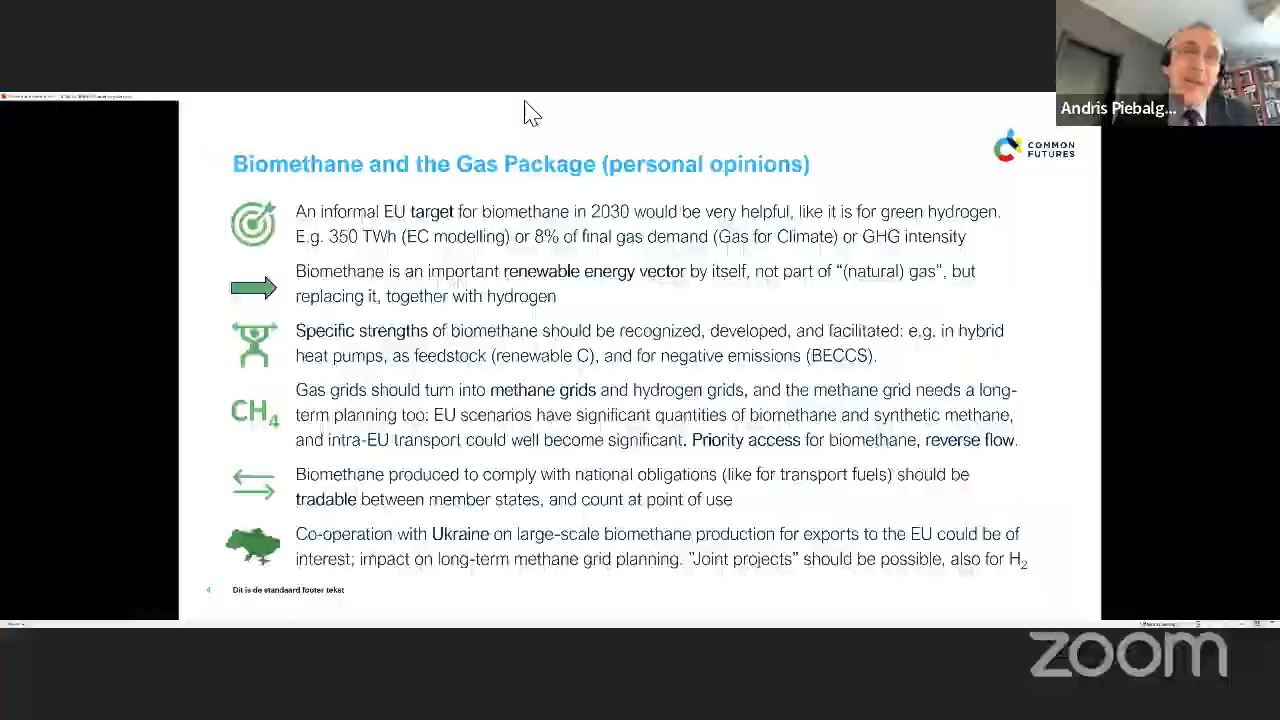 Andris Piebalg...
COMMON
FUTURES
Biomethane and the Gas Package (personal opinions)
An informal EU target for biomethane in 2030 would be very helpful, like it is for green hydrogen.
E.g. 350 TWh (EC modelling) or 8% of final gas demand (Gas for Climate) or GHG intensity
Biomethane is an important renewable energy vector by itself, not part of “(natural) gas”, but
replacing it, together with hydrogen
Specific strengths of biomethane should be recognized, developed, and facilitated: e.g. in hybrid
heat pumps, as feedstock (renewable C), and for negative emissions (BECCS).
Gas grids should turn into methane grids and hydrogen grids, and the methane grid needs a long-
CH4
term planning too: EU scenarios have significant quantities of biomethane and synthetic methane,
and intra-EU transport could well become significant. Priority access for biomethane, reverse flow.
Biomethane produced to comply with national obligations (like for transport fuels) should be
tradable between member states, and count at point of use
Co-operation with Ukraine on large-scale biomethane production for exports to the EU could be of
interest; impact on long-term methane grid planning. ”Joint projects” should be possible, also for H2
4 Dit is de standaard footer tekst
zoom